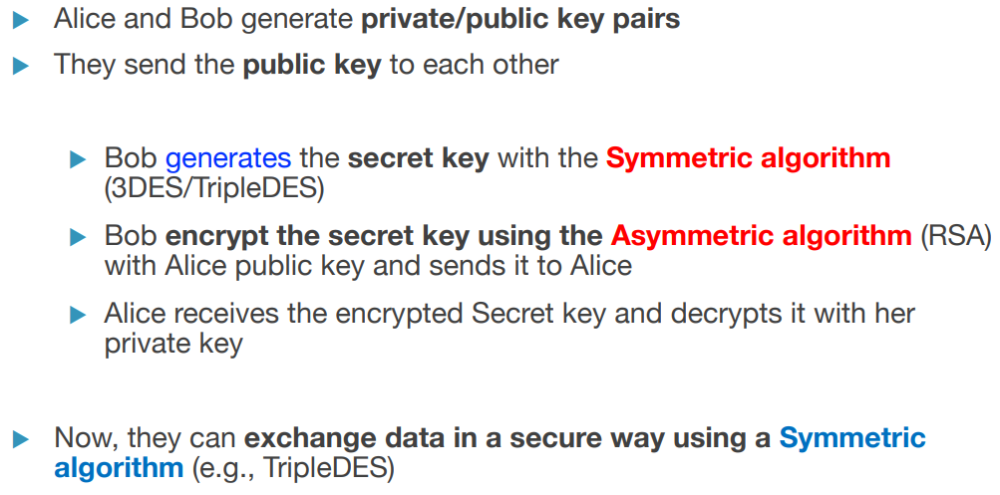 Alice and Bob generate private/public key pairs
They send the public key to each other
Bob generates the secret key with the Symmetric algorithm
(3DES/TripleDES)
Bob encrypt the secret key using the Asymmetric algorithm (RSA)
with Alice public key and sends it to Alice
Alice receives the encrypted Secret key and decrypts it with her
private key
Now, they can exchange data in a secure way using a Symmetric
algorithm (e.g., TripleDES)